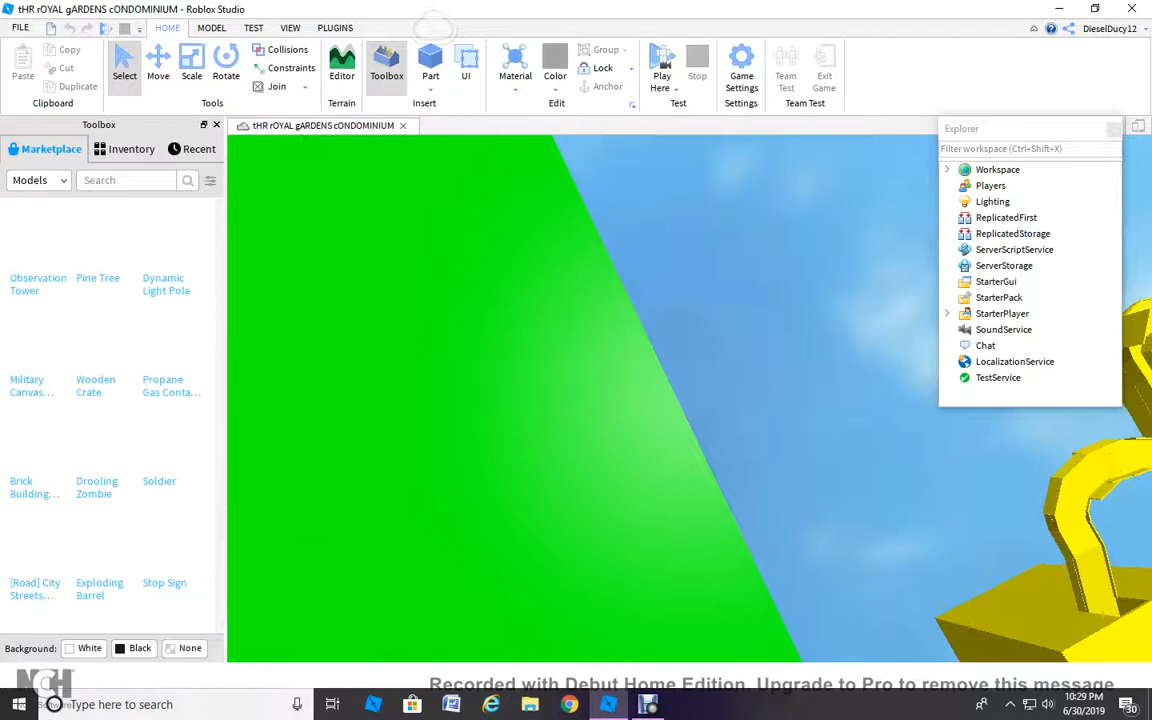 tHR rOYAL gARDENS cONDOMINIUM - Roblox Studio
FILE HOME MODEL TEST VIEW PLUGINS DieselDucy12
Paste Copy Cut Duplicate Clipboard
Select Move Scale Rotate Collisions Constraints Join Tools
Editor Terrain
Toolbox Part UI Insert
Material Color Group Lock Anchor Edit
Play Here Stop Test
Game Settings Settings
Team Test Exit Game Team Test
Toolbox
Marketplace Inventory Recent
Models Search
Observation Tower Pine Tree Dynamic Light Pole
Military Canvas... Wooden Crate Propane Gas Conta...
Brick Building... Drooling Zombie Soldier
[Road] City Streets... Exploding Barrel Stop Sign
Background: White Black None
tHR rOYAL gARDENS cONDOMINIUM
Explorer
Filter workspace (Ctrl+Shift+X)
Workspace
Players
Lighting
ReplicatedFirst
ReplicatedStorage
ServerScriptService
ServerStorage
StarterGui
StarterPack
StarterPlayer
SoundService
Chat
LocalizationService
TestService
NCH
Recorded with Debut Home Edition. Upgrade to Pro to remove this message
Type here to search
10:29 PM
6/30/2019
30